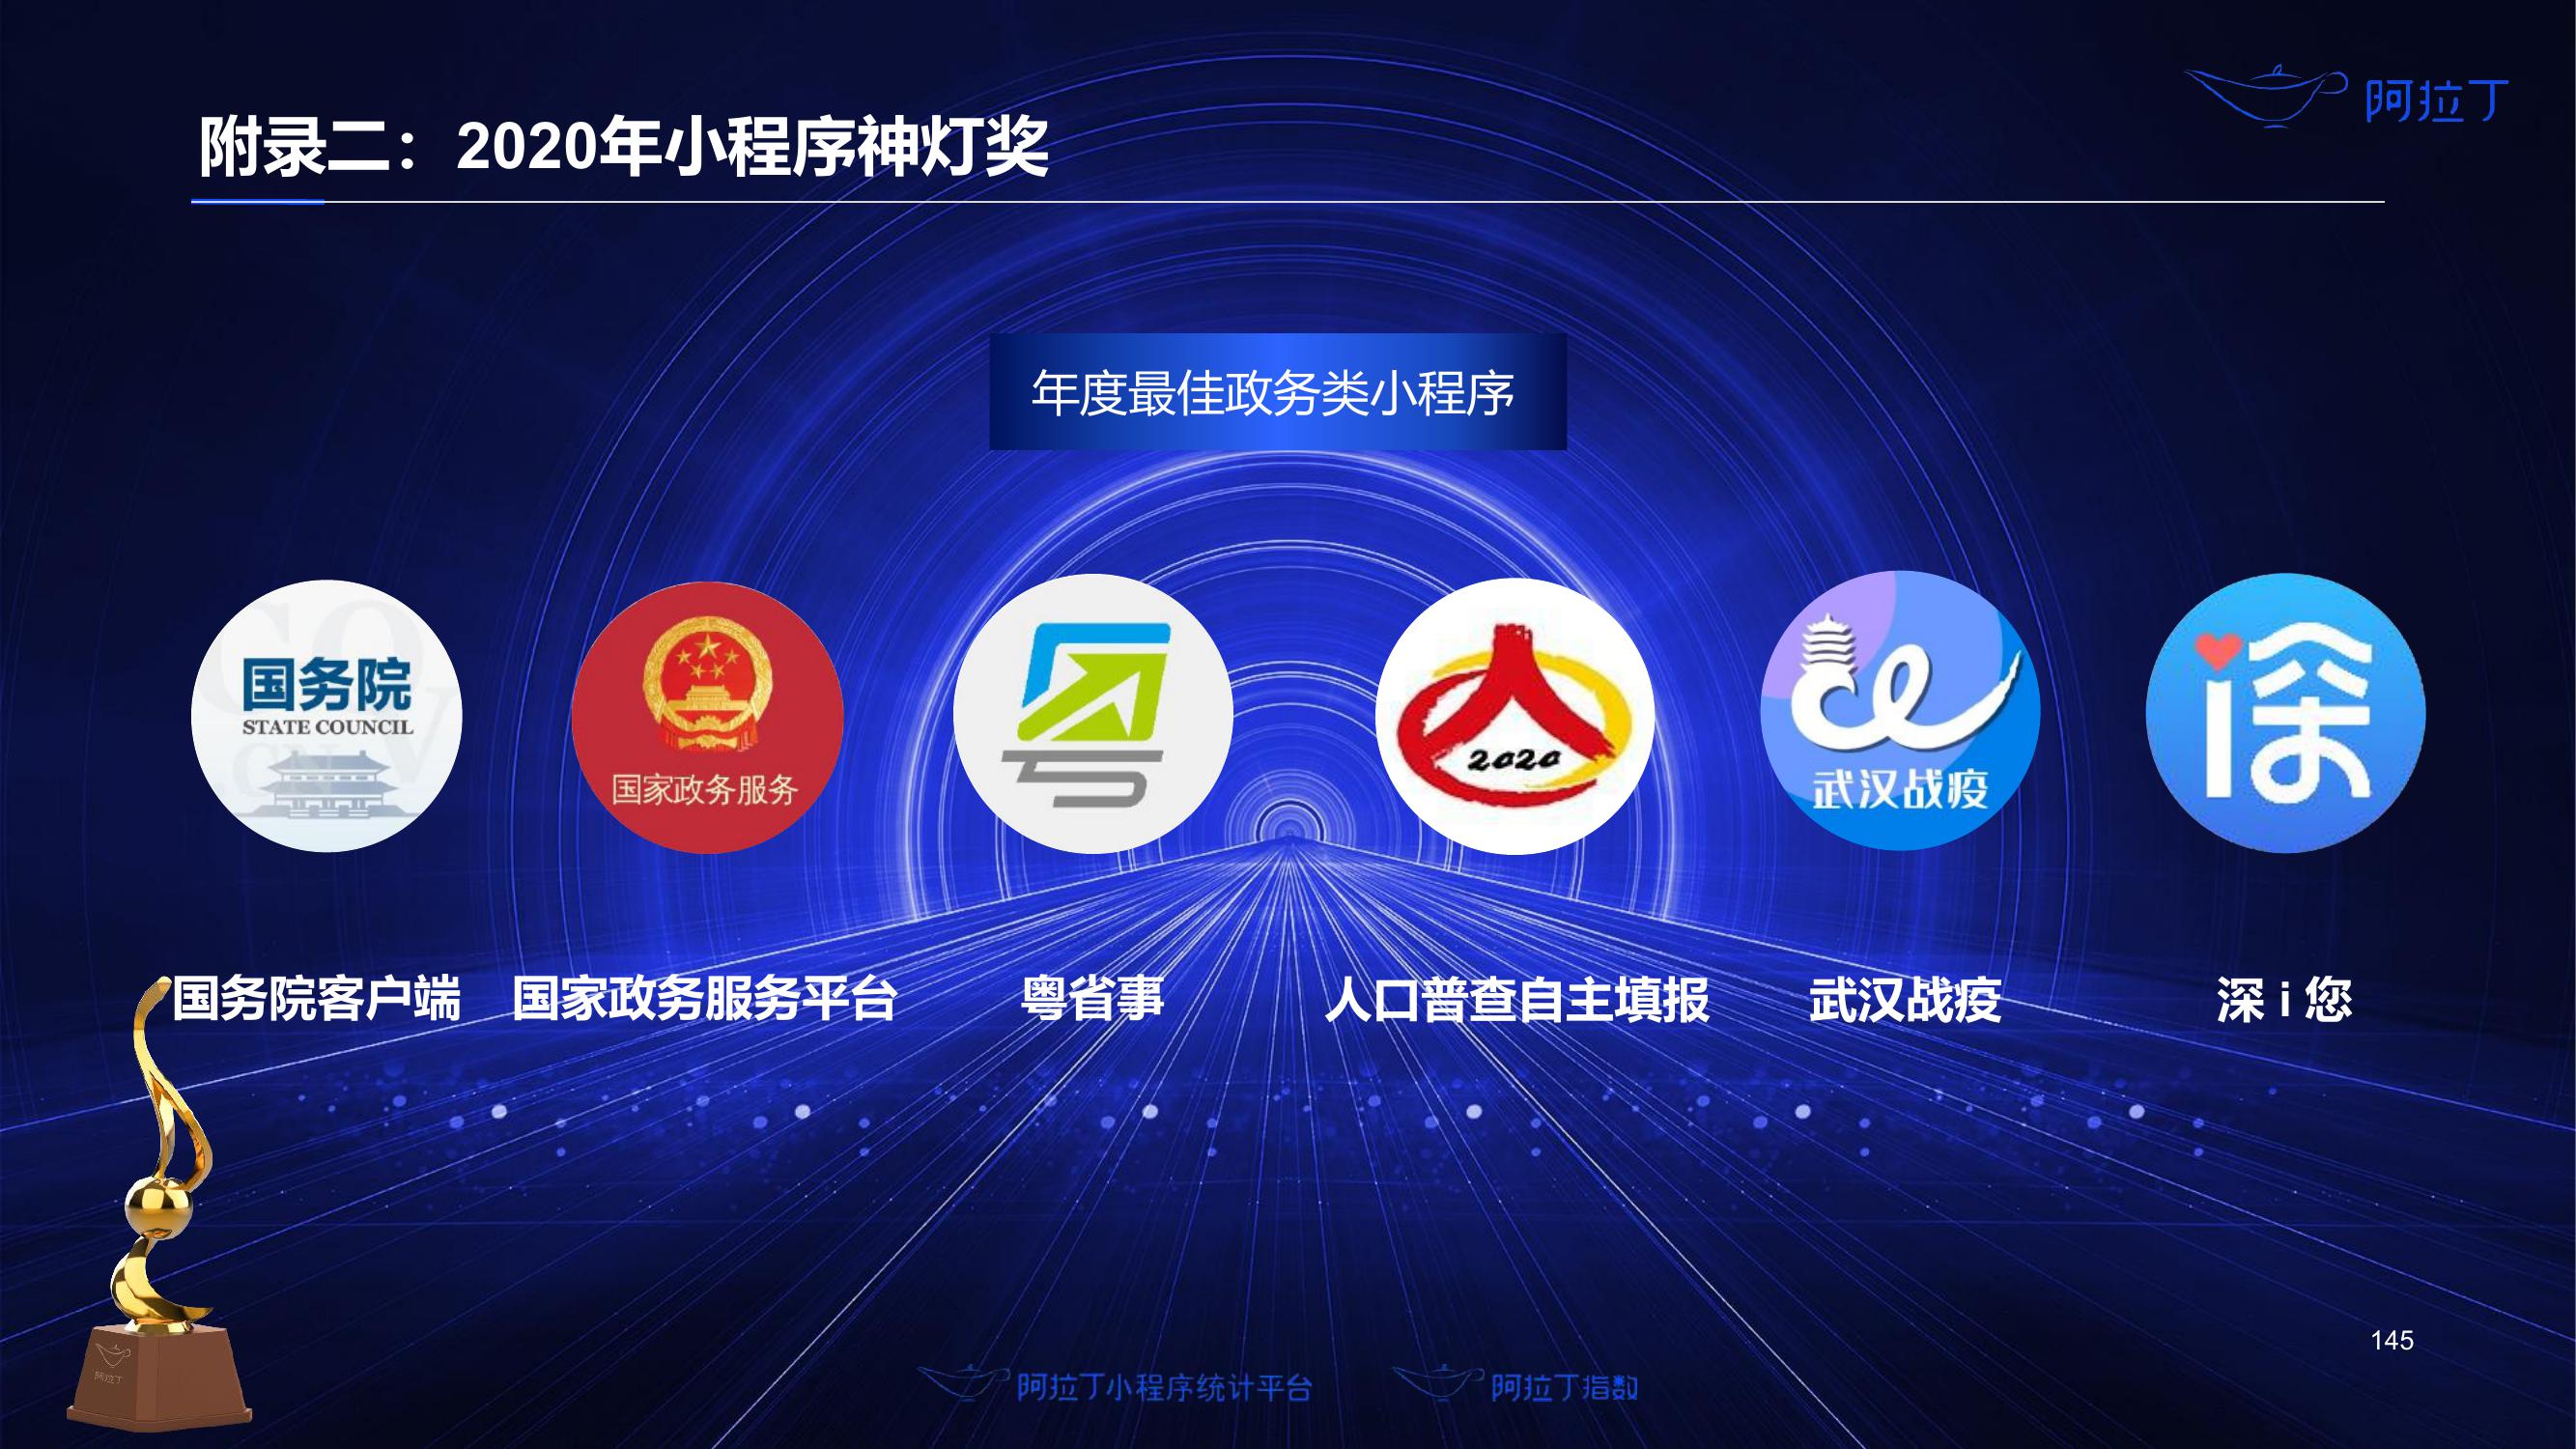 阿拉丁
附录二：2020年小程序神灯奖
年度最佳政务类小程序
国务院
STATE COUNCIL
国家政务服务
2020
武汉战疫
深
国务院客户端
国家政务服务平台
粤省事
人口普查自主填报
武汉战疫
深 i 您
145
阿拉丁
阿拉丁小程序统计平台
阿拉丁指数